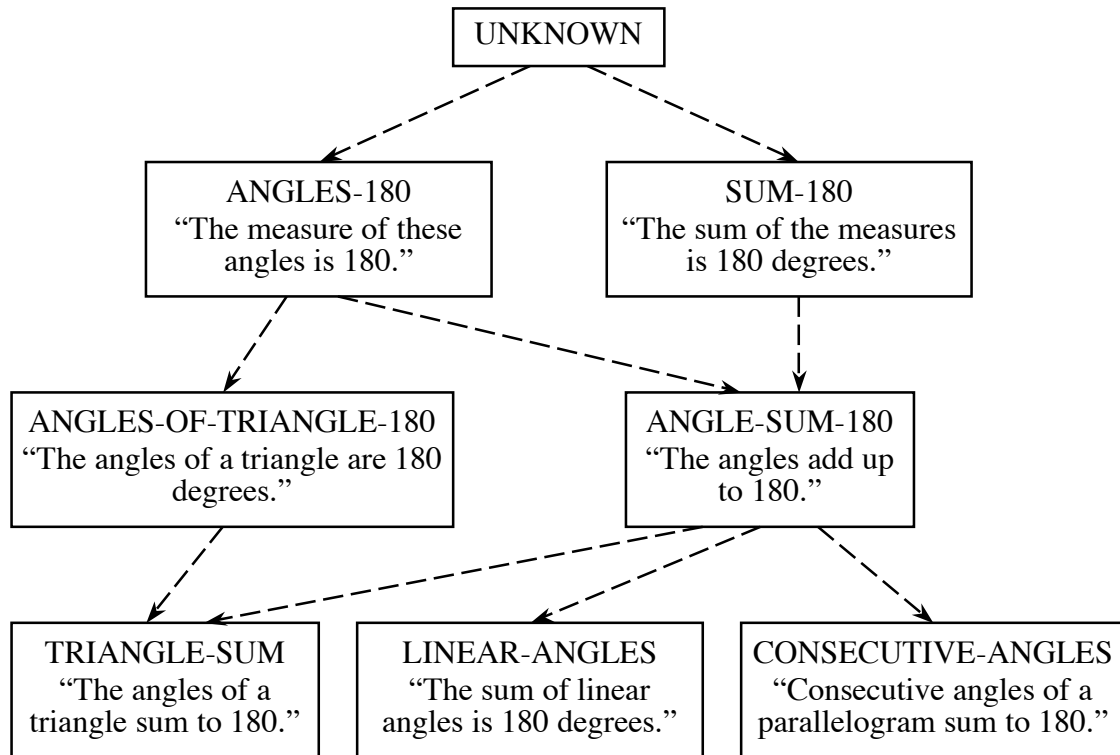 UNKNOWN
ANGLES-180
“The measure of these
angles is 180.”
SUM-180
“The sum of the measures
is 180 degrees.”
ANGLES-OF-TRIANGLE-180
“The angles of a triangle are 180
degrees.”
ANGLE-SUM-180
“The angles add up
to 180.”
TRIANGLE-SUM
“The angles of a
triangle sum to 180.”
LINEAR-ANGLES
“The sum of linear
angles is 180 degrees.”
CONSECUTIVE-ANGLES
“Consecutive angles of a
parallelogram sum to 180.”